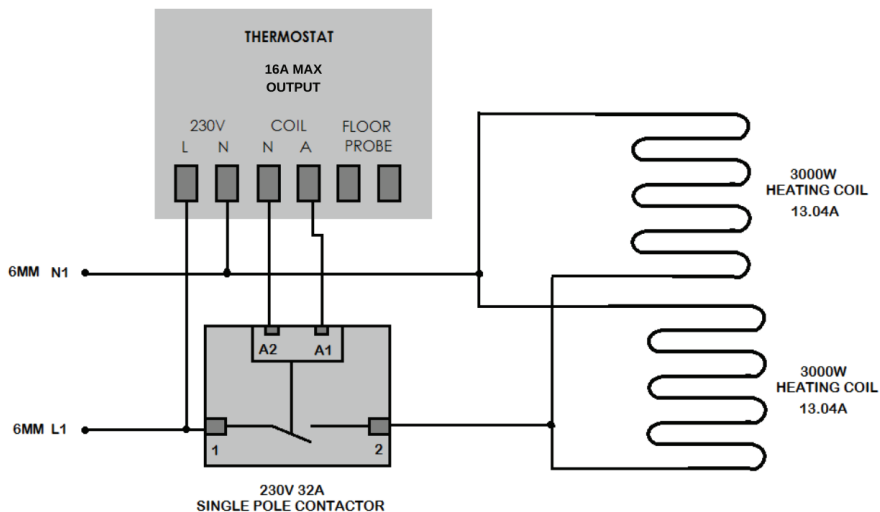 THERMOSTAT
16A MAX
OUTPUT
230V COIL FLOOR
L N N A PROBE
3000W
HEATING COIL
13.04A
6MM N1
A2 A1
3000W
HEATING COIL
13.04A
6MM L1
1 2
230V 32A
SINGLE POLE CONTACTOR